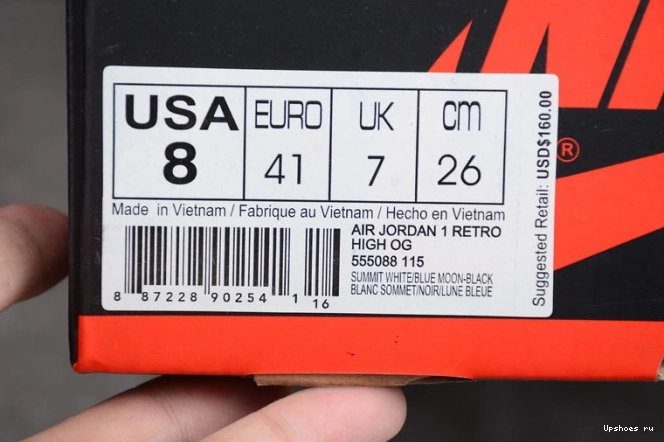 USA EURO UK cm
8 41 7 26
Made in Vietnam / Fabrique au Vietnam / Hecho en Vietnam
AIR JORDAN 1 RETRO
HIGH OG
555088 115
SUMMIT WHITE/BLUE MOON-BLACK
BLANC SOMMET/NOIR/LUNE BLEUE
8 87228 90254 1 16
Suggested Retail: USD$160.00
®
Upshoes ru